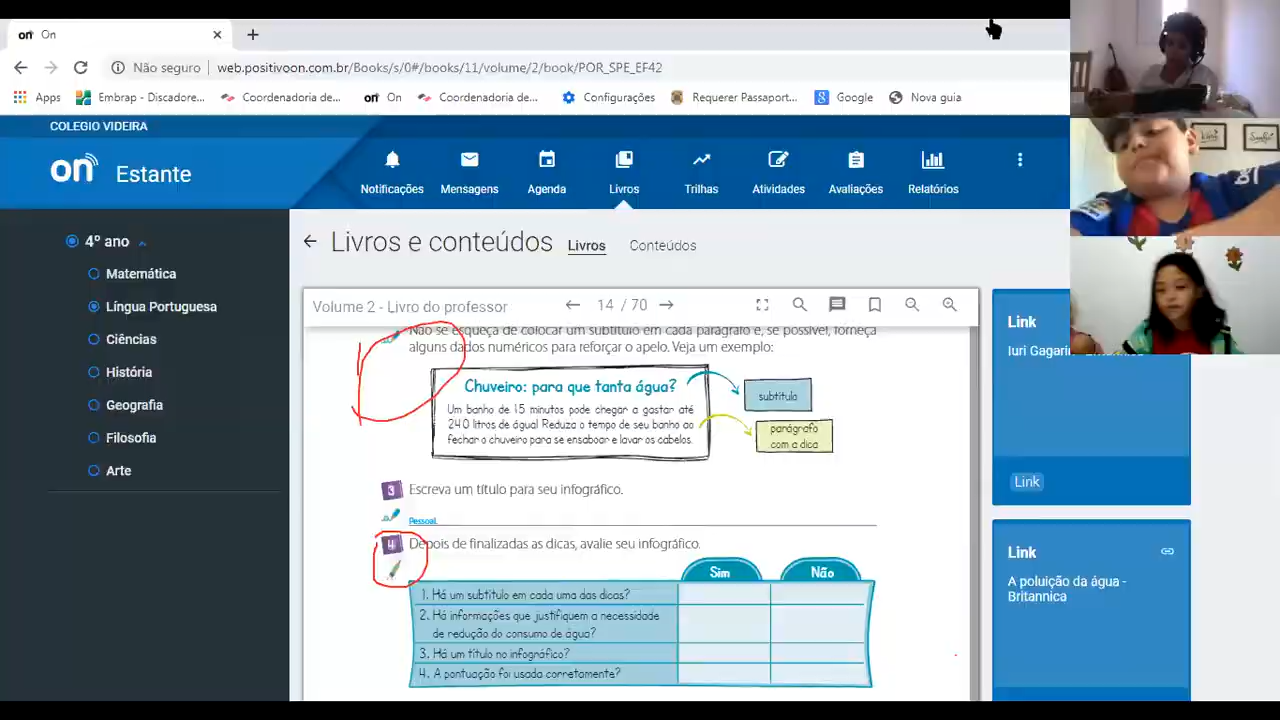 on On
Não seguro web.positivoon.com.br/Books/s/0#/books/11/volume/2/book/POR_SPE_EF42
Apps Embrap - Discadore... Coordenadoria de... On Coordenadoria de... Configurações Requerer Passaport... Google Nova guia
COLEGIO VIDEIRA
on Estante
Notificações Mensagens Agenda Livros Trilhas Atividades Avaliações Relatórios
4º ano
Matemática
Língua Portuguesa
Ciências
História
Geografia
Filosofia
Arte
Livros e conteúdos Livros Conteúdos
Volume 2 - Livro do professor 14 / 70
Não se esqueça de colocar um subtítulo em cada parágrafo e, se possível, forneça
alguns dados numéricos para reforçar o apelo. Veja um exemplo:
Chuveiro: para que tanta água?
Um banho de 15 minutos pode chegar a gastar até
240 litros de água! Reduza o tempo de seu banho ao
fechar o chuveiro para se ensaboar e lavar os cabelos.
subtítulo
parágrafo
com a dica
3 Escreva um título para seu infográfico.
Pessoal.
4 Depois de finalizadas as dicas, avalie seu infográfico.
Sim Não
1. Há um subtítulo em cada uma das dicas?
2. Há informações que justifiquem a necessidade
de redução do consumo de água?
3. Há um título no infográfico?
4. A pontuação foi usada corretamente?
Link
Iuri Gagarin
Link
Link
A poluição da água -
Britannica